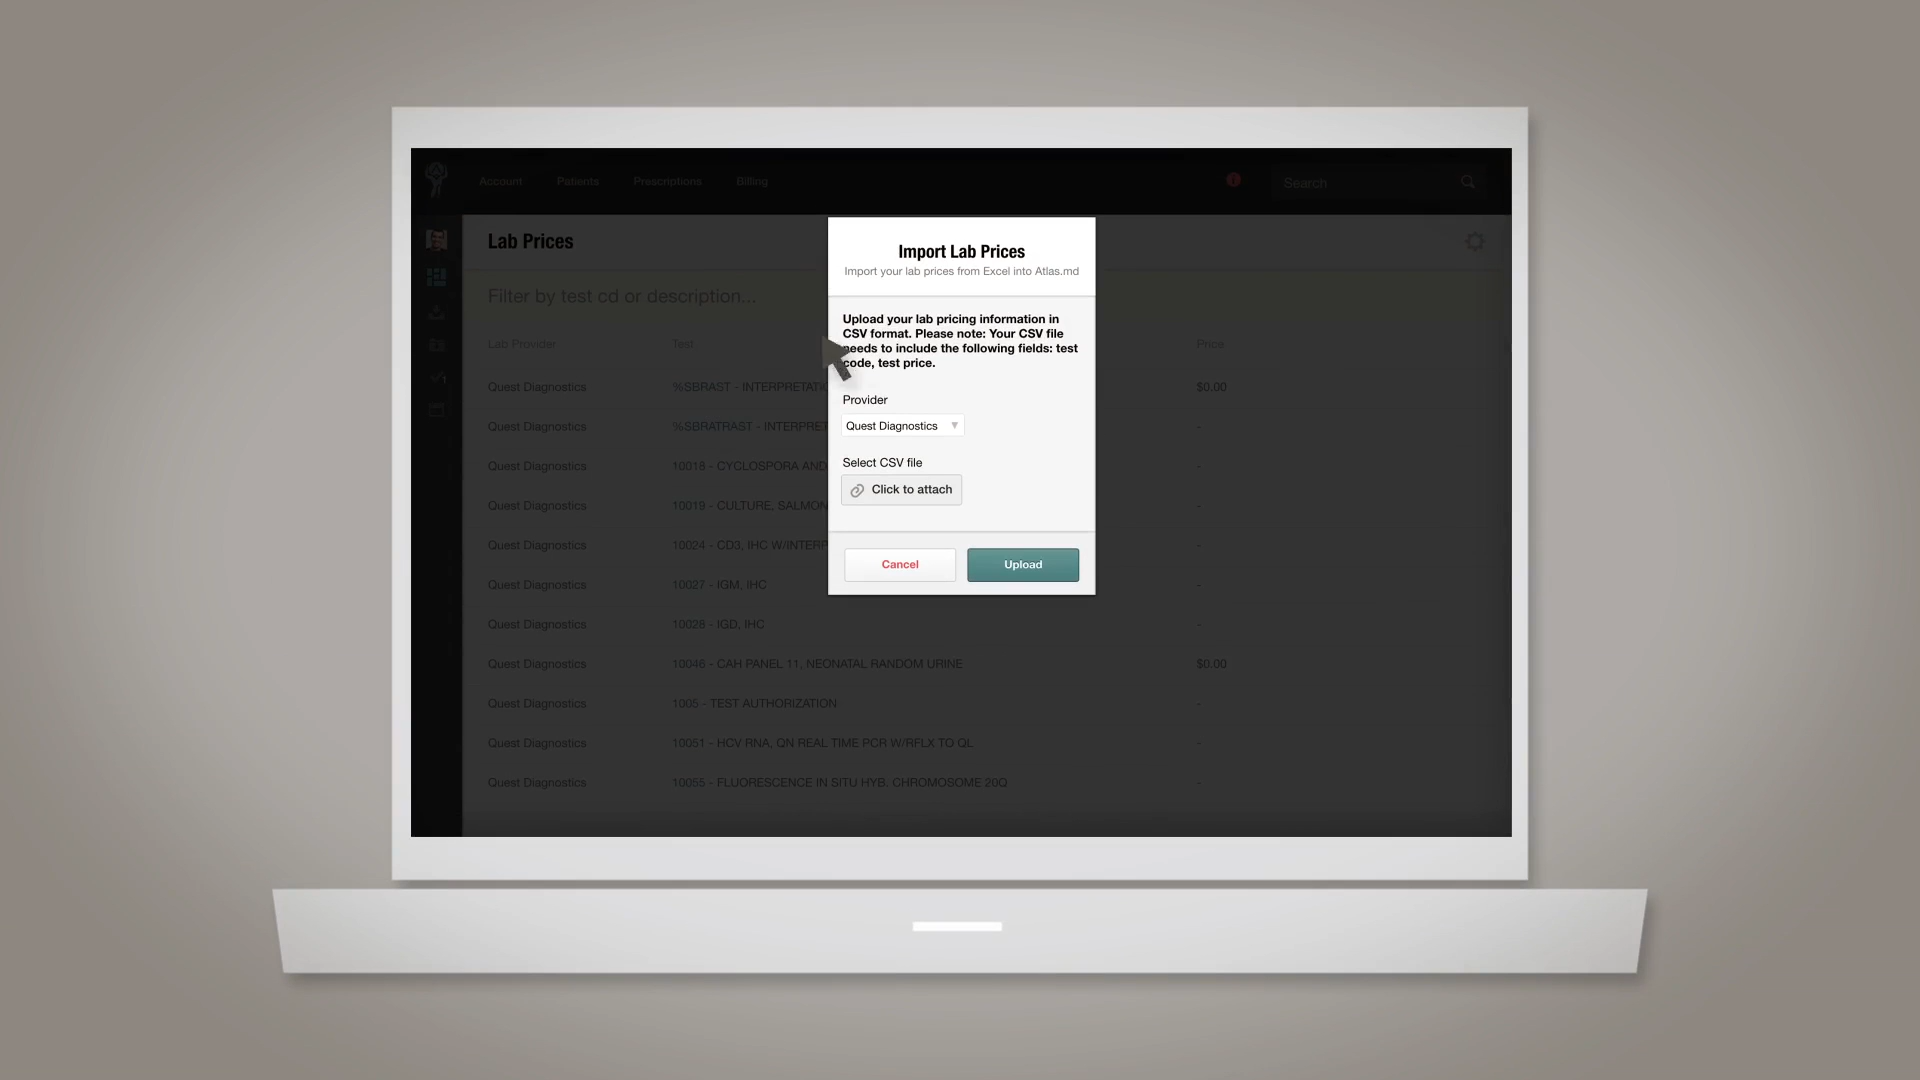 Account Patients Prescriptions Billing Search
Lab Prices
Filter by test cd or description...
Lab Provider Test Price
Quest Diagnostics %SBRAST - INTERPRETATI $0.00
Quest Diagnostics %SBRATRAST - INTERPRET -
Quest Diagnostics 10018 - CYCLOSPORA AND -
Quest Diagnostics 10019 - CULTURE, SALMON -
Quest Diagnostics 10024 - CD3, IHC W/INTERP -
Quest Diagnostics 10027 - IGM, IHC -
Quest Diagnostics 10028 - IGD, IHC -
Quest Diagnostics 10046 - CAH PANEL 11, NEONATAL RANDOM URINE $0.00
Quest Diagnostics 1005 - TEST AUTHORIZATION -
Quest Diagnostics 10051 - HCV RNA, QN REAL TIME PCR W/RFLX TO QL -
Quest Diagnostics 10055 - FLUORESCENCE IN SITU HYB. CHROMOSOME 20Q -
Import Lab Prices
Import your lab prices from Excel into Atlas.md
Upload your lab pricing information in
CSV format. Please note: Your CSV file
needs to include the following fields: test
code, test price.
Provider
Quest Diagnostics
Select CSV file
Click to attach
Cancel Upload